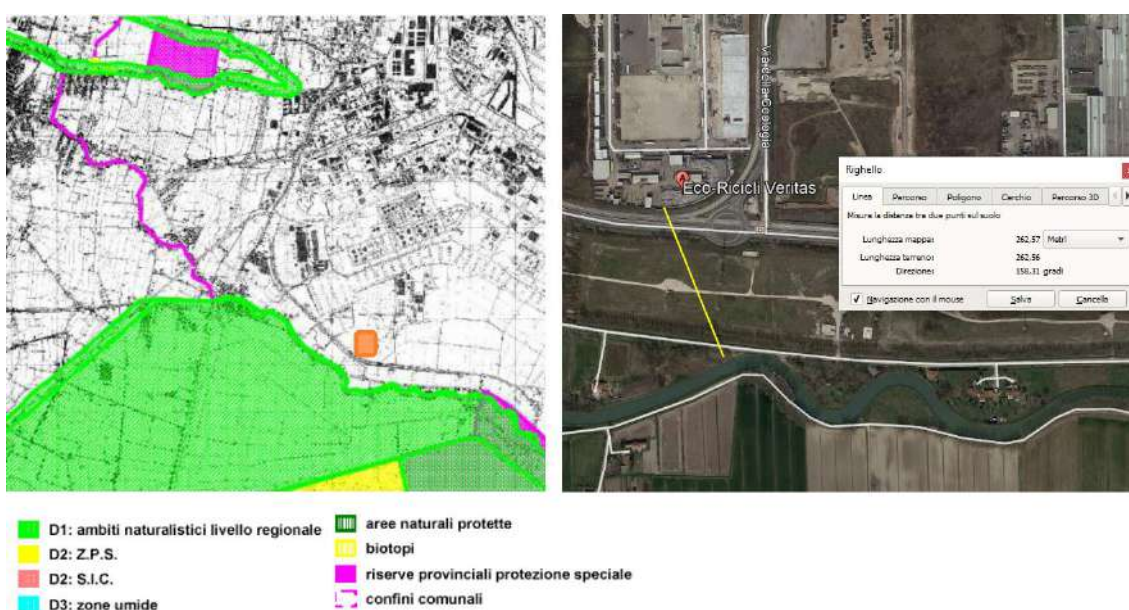 Via della Geologia
A
Eco-Ricicli Veritas
Righello
Linea Percorso Poligono Cerchio Percorso 3D
Misura la distanza tra due punti sul suolo
Lunghezza mappa: 262,57 Metri
Lunghezza terreno: 262,56
Direzione: 158,31 gradi
Navigazione con il mouse Salva Cancella
D1: ambiti naturalistici livello regionale
D2: Z.P.S.
D2: S.I.C.
D3: zone umide
aree naturali protette
biotopi
riserve provinciali protezione speciale
confini comunali